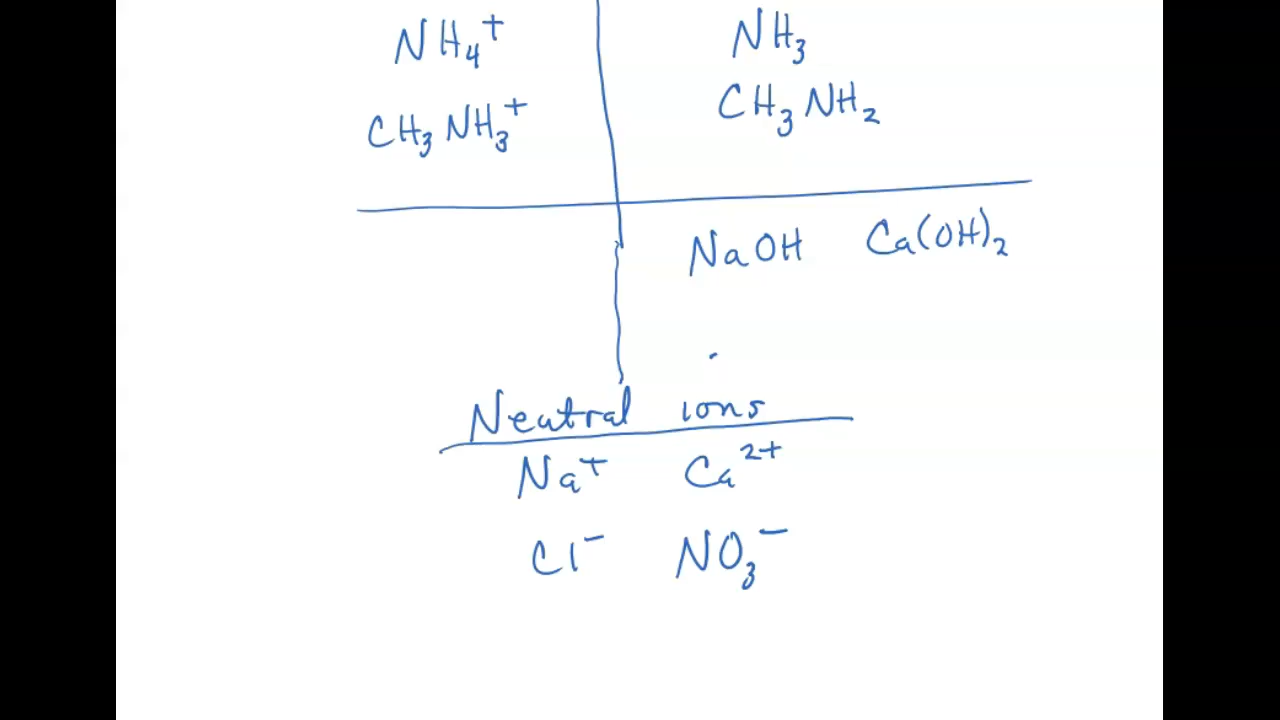 NH₄⁺ NH₃
CH₃NH₃⁺ CH₃NH₂
NaOH Ca(OH)₂
Neutral ions
Na⁺ Ca²⁺
Cl⁻ NO₃⁻